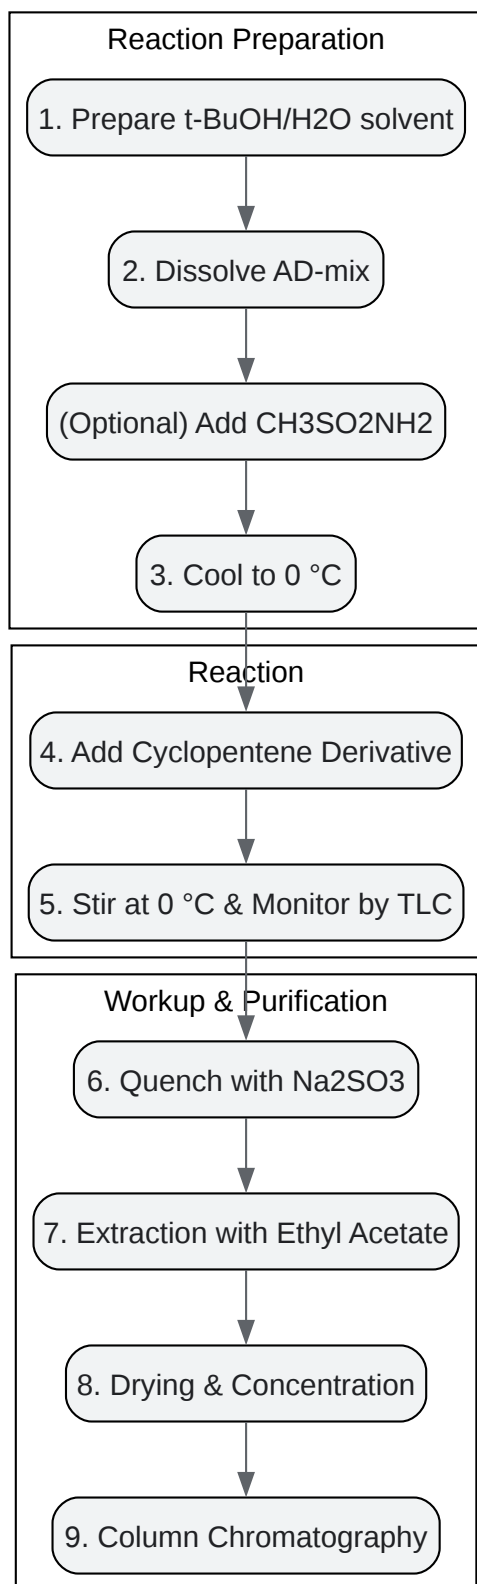 Reaction Preparation
1. Prepare t-BuOH/H2O solvent
2. Dissolve AD-mix
(Optional) Add CH3SO2NH2
3. Cool to 0 °C
Reaction
4. Add Cyclopentene Derivative
5. Stir at 0 °C & Monitor by TLC
Workup & Purification
6. Quench with Na2SO3
7. Extraction with Ethyl Acetate
8. Drying & Concentration
9. Column Chromatography